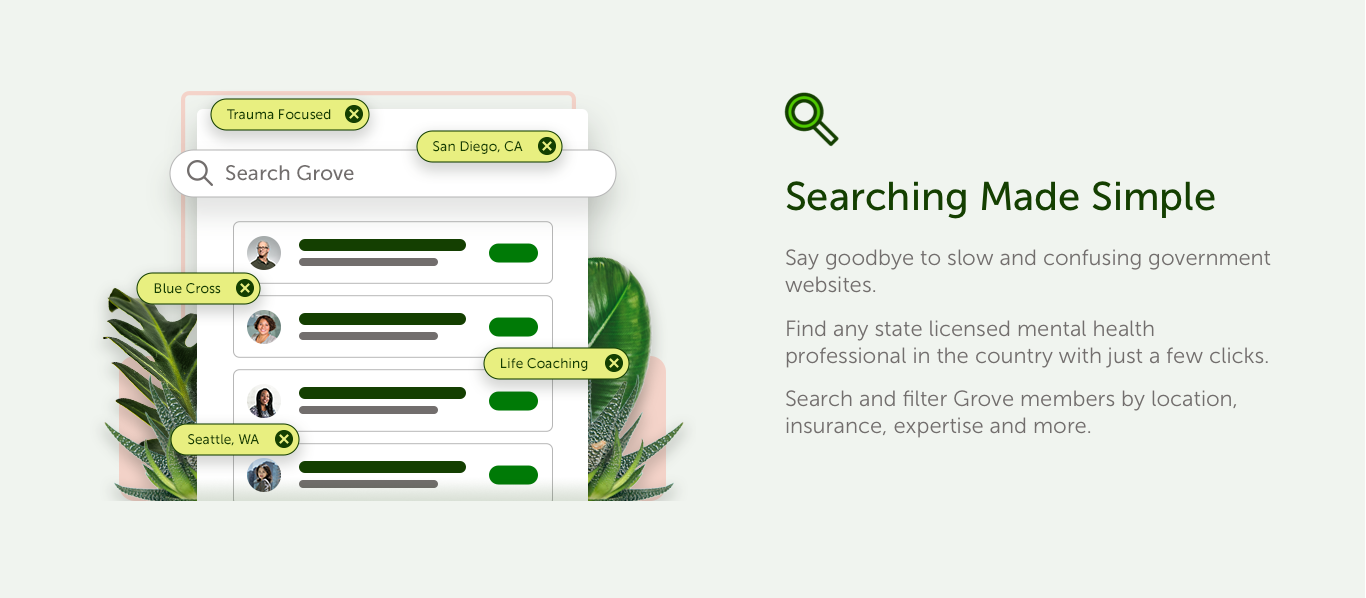 Trauma Focused
San Diego, CA
Search Grove
Blue Cross
Life Coaching
Seattle, WA
Searching Made Simple
Say goodbye to slow and confusing government
websites.
Find any state licensed mental health
professional in the country with just a few clicks.
Search and filter Grove members by location,
insurance, expertise and more.